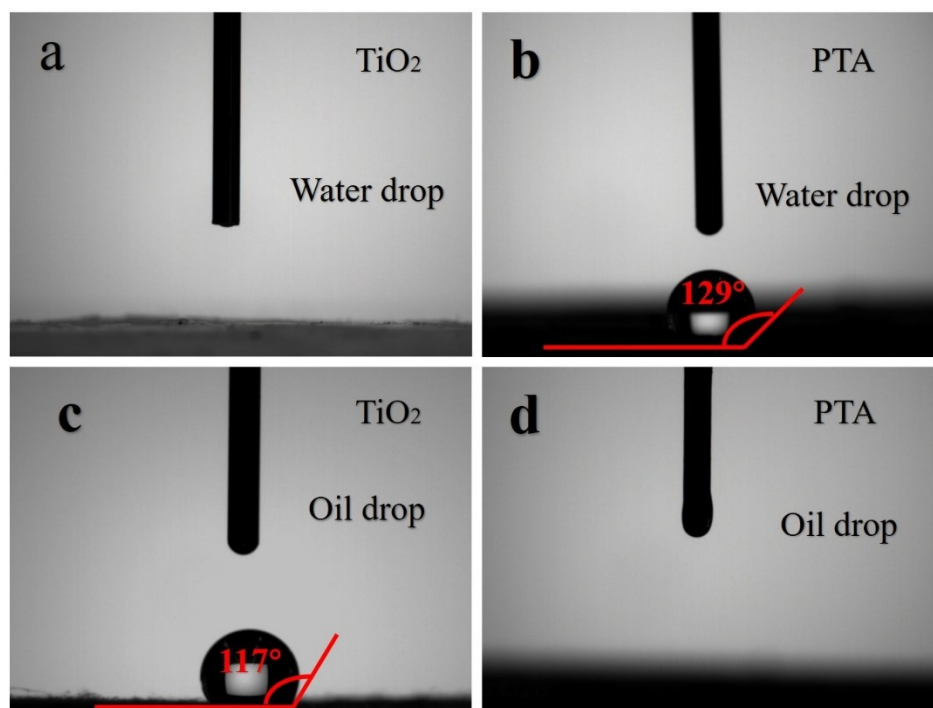 a
TiO₂
Water drop
b
PTA
Water drop
129°
c
TiO₂
Oil drop
117°
d
PTA
Oil drop